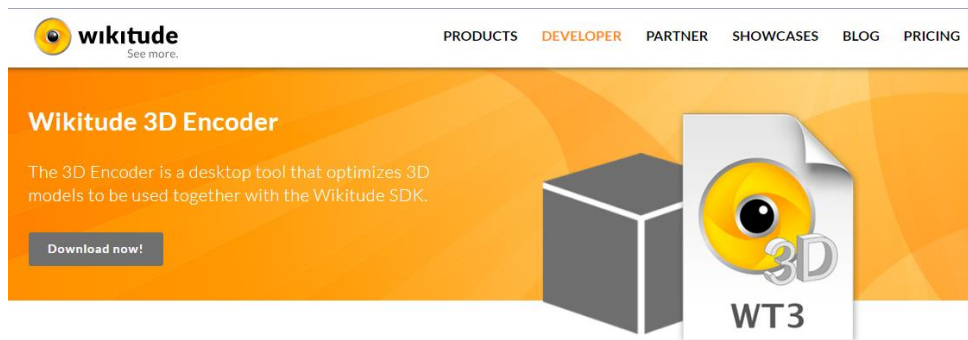 wikitude
See more.
PRODUCTS DEVELOPER PARTNER SHOWCASES BLOG PRICING
Wikitude 3D Encoder
The 3D Encoder is a desktop tool that optimizes 3D
models to be used together with the Wikitude SDK.
Download now!
3D
WT3